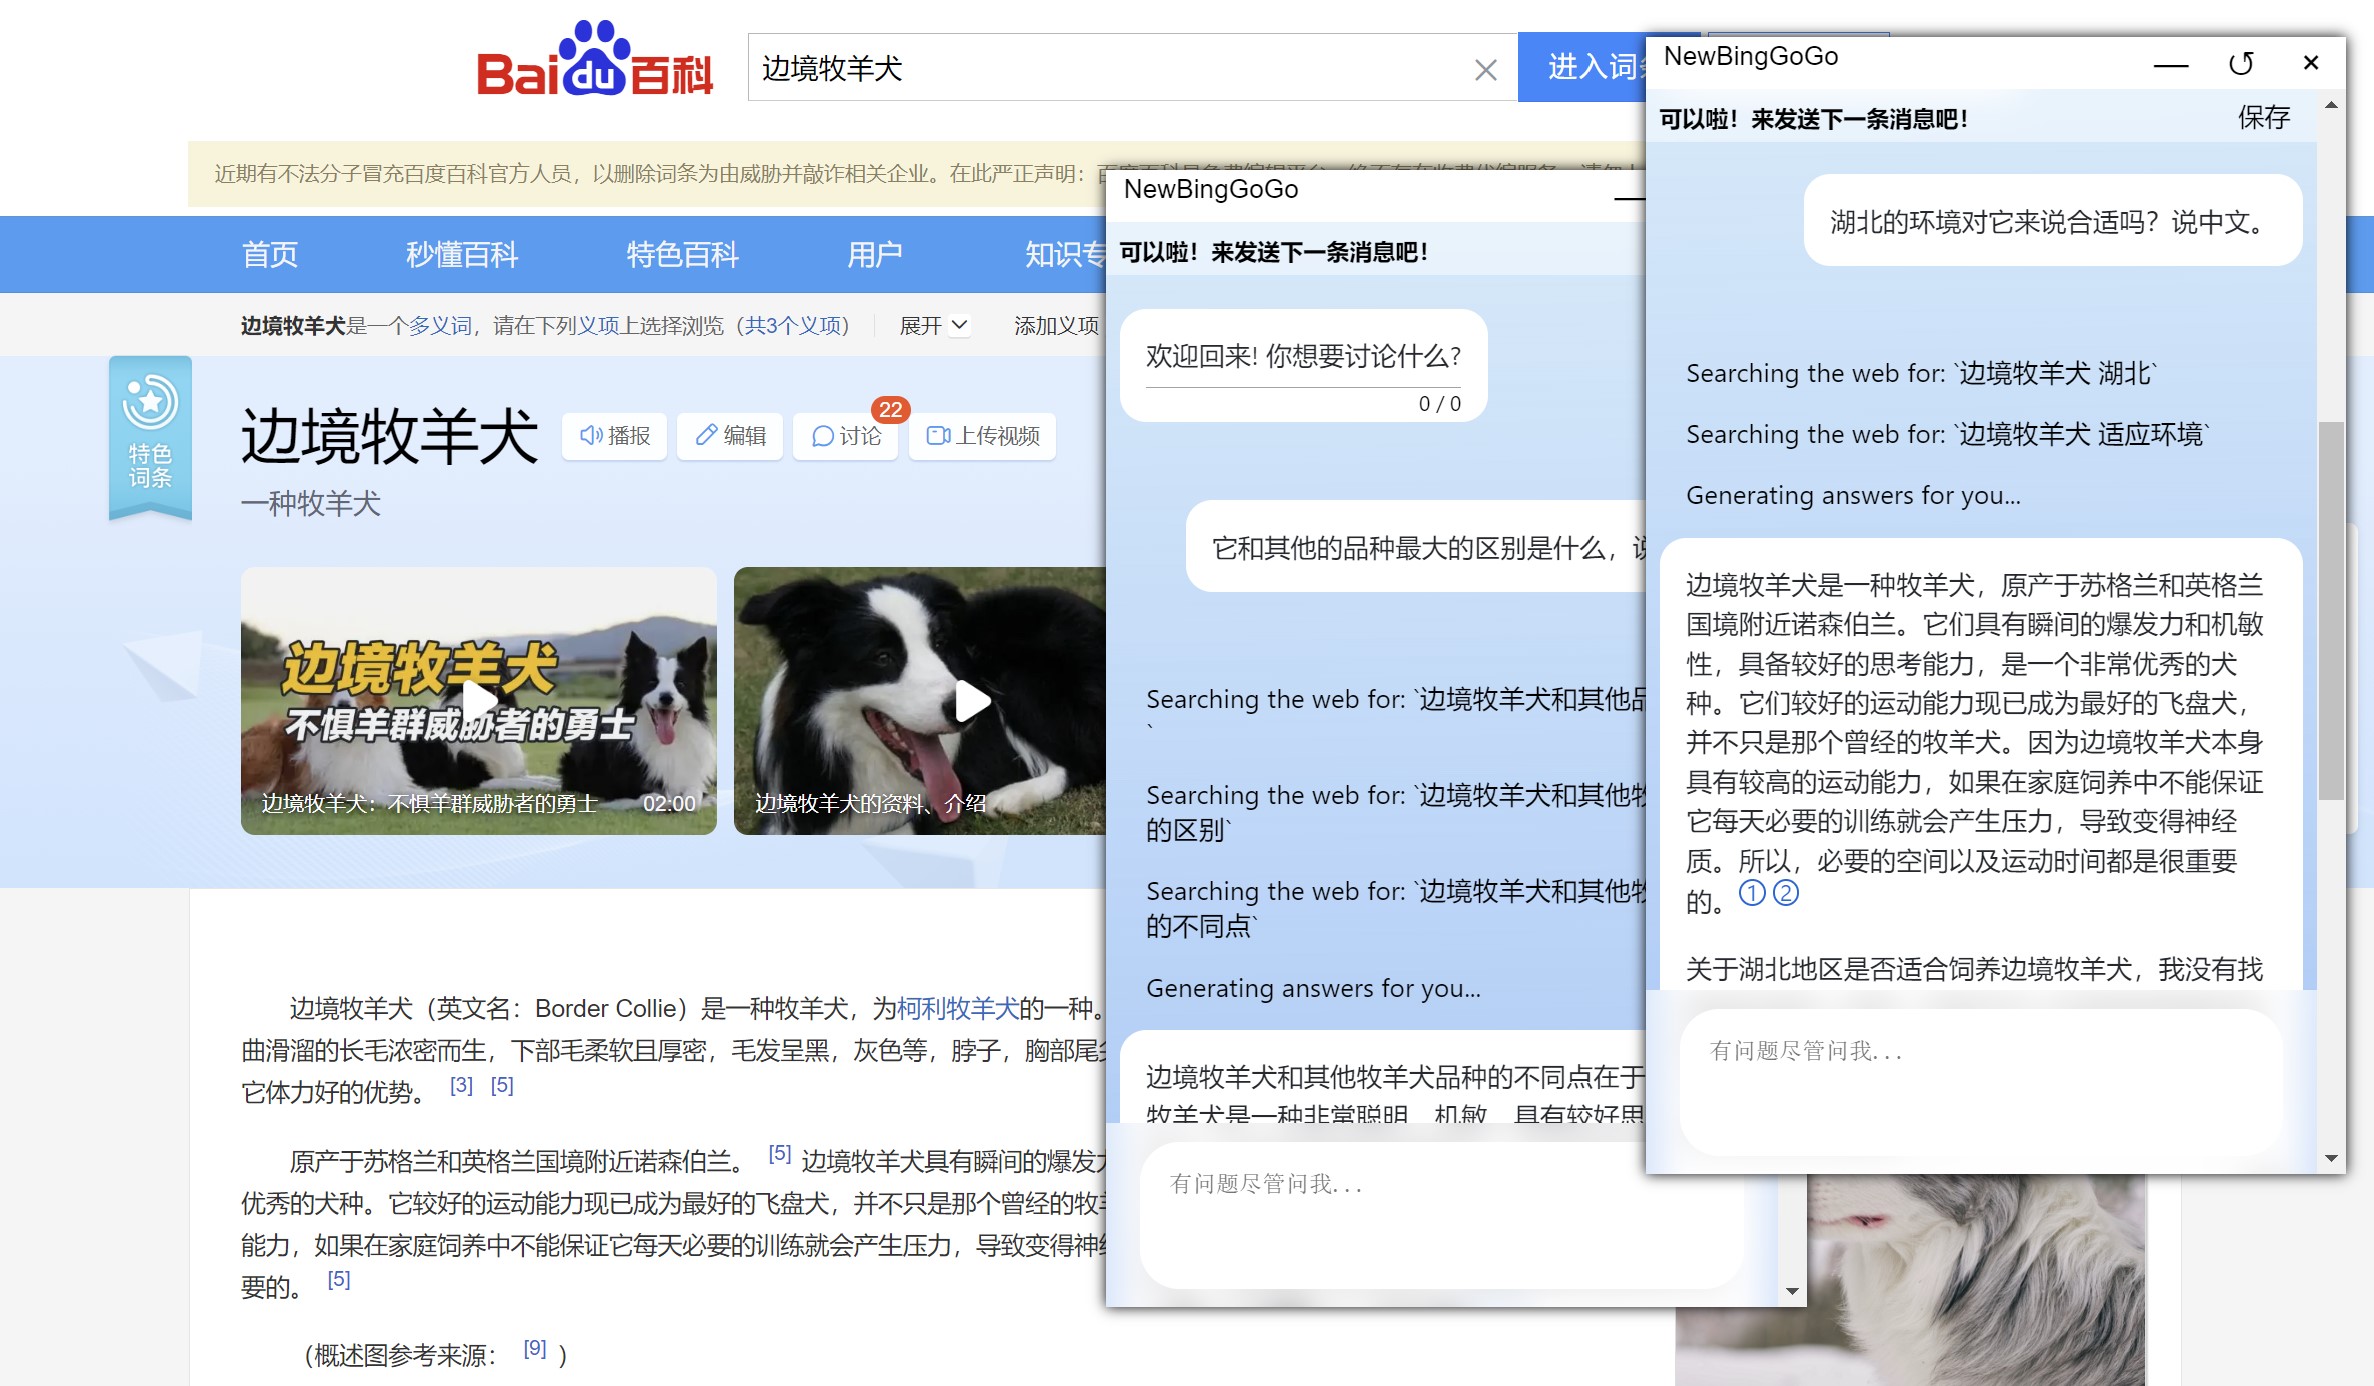 Baidu百科
边境牧羊犬
进入词
近期有不法分子冒充百度百科官方人员，以删除词条为由威胁并敲诈相关企业。在此严正声明：
首页 秒懂百科 特色百科 用户 知识专
边境牧羊犬是一个多义词，请在下列义项上选择浏览（共3个义项） 展开 添加义项
特色
词条
边境牧羊犬
播报 编辑 讨论 22 上传视频
一种牧羊犬
边境牧羊犬
不惧羊群威胁者的勇士
边境牧羊犬：不惧羊群威胁者的勇士 02:00
边境牧羊犬的资料、介绍
边境牧羊犬（英文名：Border Collie）是一种牧羊犬，为柯利牧羊犬的一种。
曲滑溜的长毛浓密而生，下部毛柔软且厚密，毛发呈黑，灰色等，脖子，胸部尾
它体力好的优势。 [3] [5]
原产于苏格兰和英格兰国境附近诺森伯兰。 [5] 边境牧羊犬具有瞬间的爆发
优秀的犬种。它较好的运动能力现已成为最好的飞盘犬，并不只是那个曾经的牧
能力，如果在家庭饲养中不能保证它每天必要的训练就会产生压力，导致变得神
要的。 [5]
（概述图参考来源： [9] ）
NewBingGoGo
可以啦！来发送下一条消息吧！
欢迎回来! 你想要讨论什么?
0 / 0
它和其他的品种最大的区别是什么，
Searching the web for: `边境牧羊犬和其他
`
Searching the web for: `边境牧羊犬和其他
的区别`
Searching the web for: `边境牧羊犬和其他
的不同点`
Generating answers for you...
边境牧羊犬和其他牧羊犬品种的不同点在于
牧羊犬是一种非常聪明、机敏、具有较好思
有问题尽管问我...
NewBingGoGo
可以啦！来发送下一条消息吧！ 保存
湖北的环境对它来说合适吗？说中文。
Searching the web for: `边境牧羊犬 湖北`
Searching the web for: `边境牧羊犬 适应环境`
Generating answers for you...
边境牧羊犬是一种牧羊犬，原产于苏格兰和英格兰
国境附近诺森伯兰。它们具有瞬间的爆发力和机敏
性，具备较好的思考能力，是一个非常优秀的犬
种。它们较好的运动能力现已成为最好的飞盘犬，
并不只是那个曾经的牧羊犬。因为边境牧羊犬本身
具有较高的运动能力，如果在家庭饲养中不能保证
它每天必要的训练就会产生压力，导致变得神经
质。所以，必要的空间以及运动时间都是很重要
的。①②
关于湖北地区是否适合饲养边境牧羊犬，我没有找
有问题尽管问我...